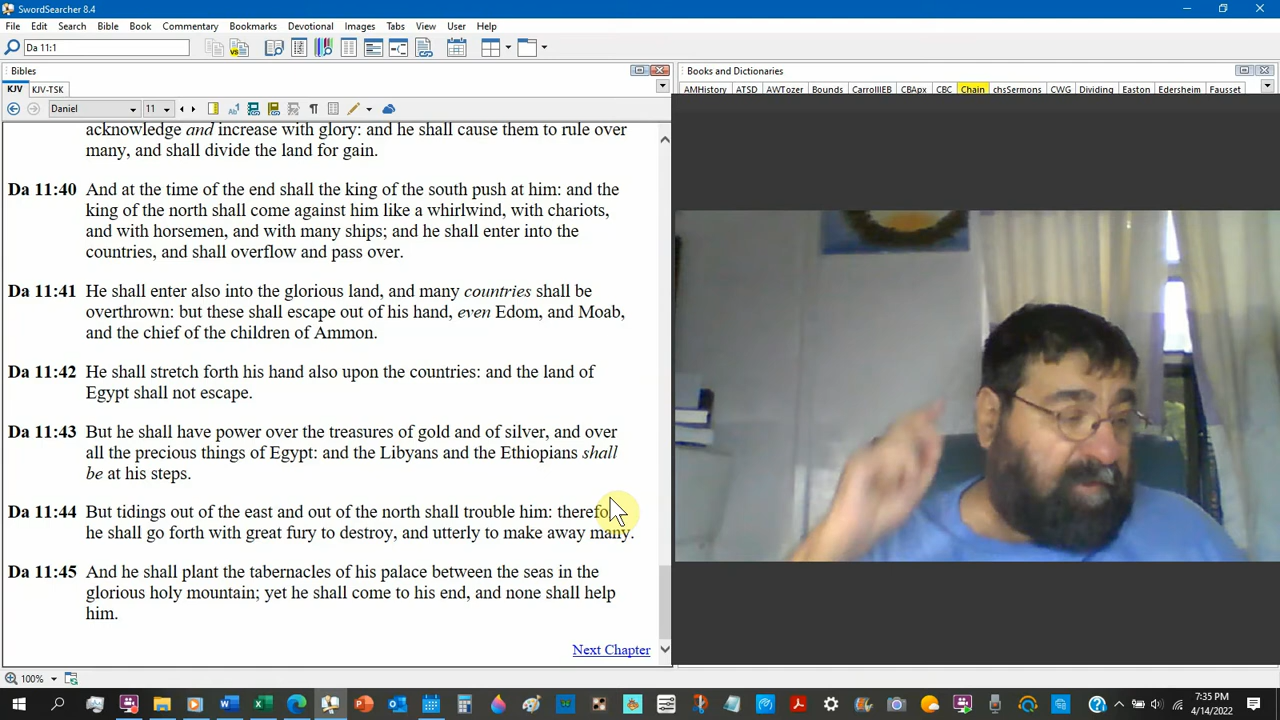 SwordSearcher 8.4
File Edit Search Bible Book Commentary Bookmarks Devotional Images Tabs View User Help
Da 11:1
Bibles
Books and Dictionaries
KJV KJV-TSK
AMHistory ATSD AWTozer Bounds CarrollIEB CBApx CBC Chain chsSermons CWG Dividing Easton Edersheim Fausset
Daniel 11
acknowledge and increase with glory: and he shall cause them to rule over
many, and shall divide the land for gain.
Da 11:40 And at the time of the end shall the king of the south push at him: and the
king of the north shall come against him like a whirlwind, with chariots,
and with horsemen, and with many ships; and he shall enter into the
countries, and shall overflow and pass over.
Da 11:41 He shall enter also into the glorious land, and many countries shall be
overthrown: but these shall escape out of his hand, even Edom, and Moab,
and the chief of the children of Ammon.
Da 11:42 He shall stretch forth his hand also upon the countries: and the land of
Egypt shall not escape.
Da 11:43 But he shall have power over the treasures of gold and of silver, and over
all the precious things of Egypt: and the Libyans and the Ethiopians shall
be at his steps.
Da 11:44 But tidings out of the east and out of the north shall trouble him: therefo
he shall go forth with great fury to destroy, and utterly to make away many.
Da 11:45 And he shall plant the tabernacles of his palace between the seas in the
glorious holy mountain; yet he shall come to his end, and none shall help
him.
Next Chapter
100%
7:35 PM
4/14/2022